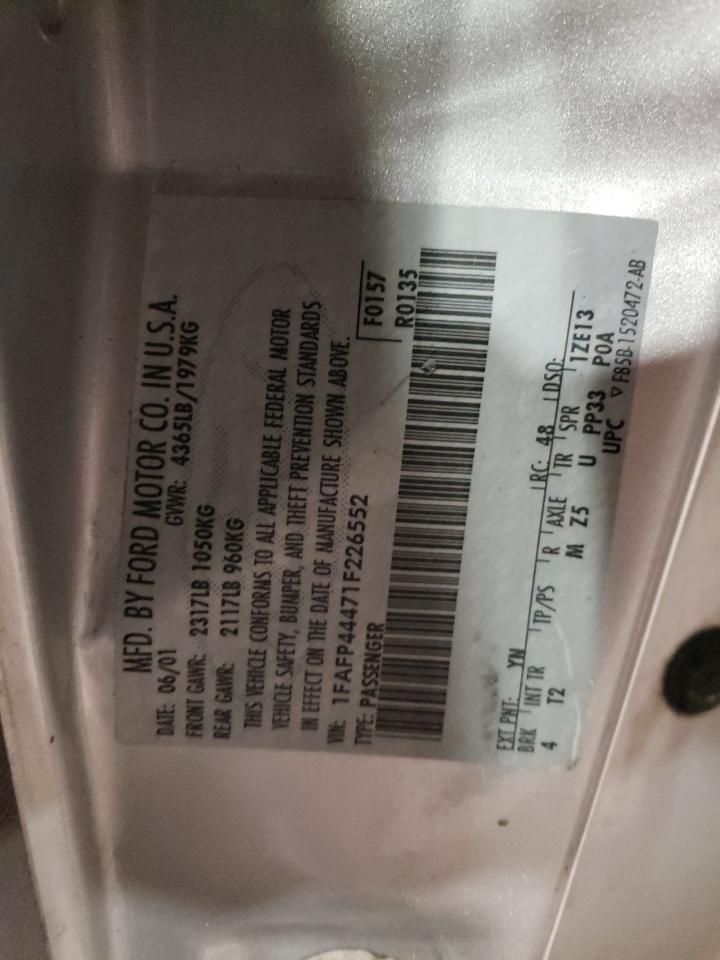 MFD. BY FORD MOTOR CO. IN U.S.A.
DATE: 06/01 GVWR: 4365LB/1979KG
FRONT GAWR: 2317LB 1050KG
REAR GAWR: 2117LB 960KG
THIS VEHICLE CONFORMS TO ALL APPLICABLE FEDERAL MOTOR
VEHICLE SAFETY, BUMPER, AND THEFT PREVENTION STANDARDS
IN EFFECT ON THE DATE OF MANUFACTURE SHOWN ABOVE.
VIN: 1FAFP44471F226552
TYPE: PASSENGER
F0157
R0135
EXT PNT: YN RC: 48 DSO:
BRK INT TR TP/PS R AXLE TR SPR 1ZE13
4 T2 M Z5 U PP33 POA
UPC ▽ F85B-1520472-AB